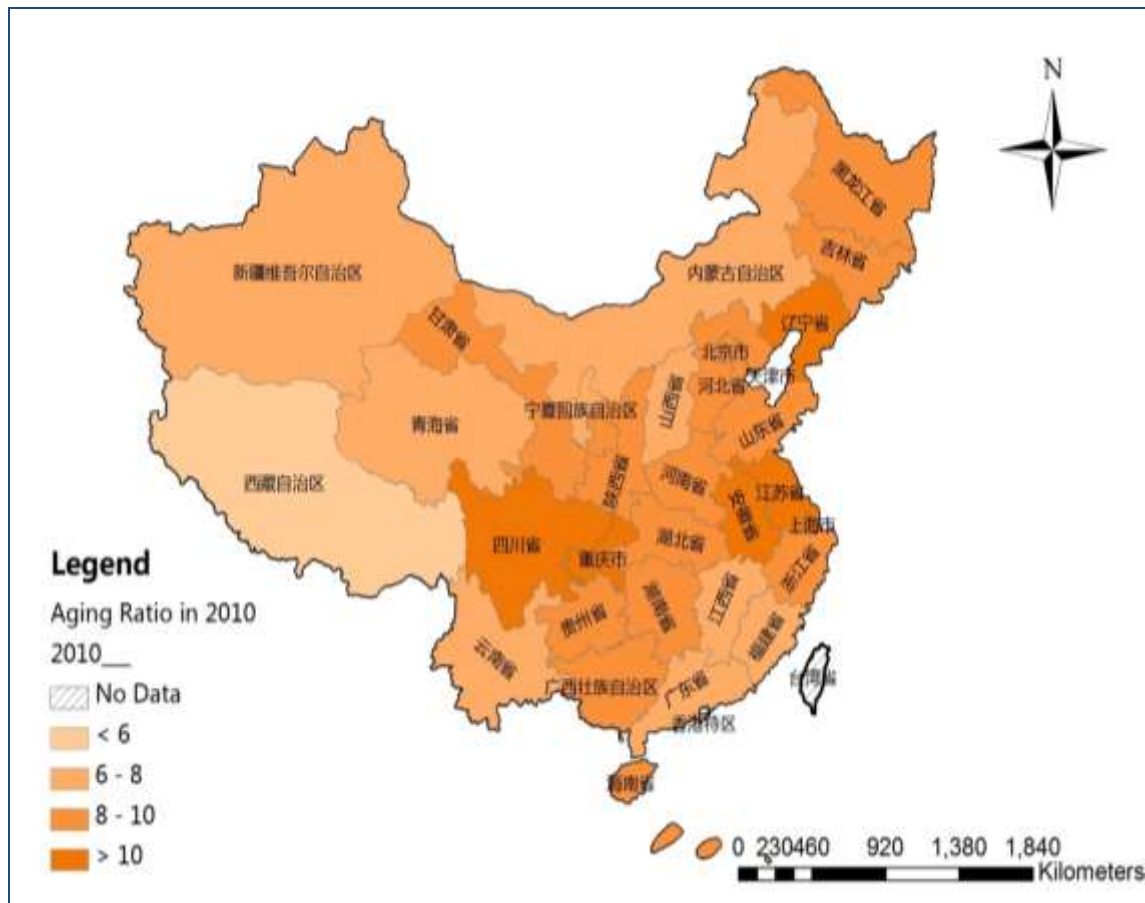 N
黑龙江省
吉林省
新疆维吾尔自治区
内蒙古自治区
辽宁省
甘肃省
北京市
天津市
河北省
宁夏回族自治区
山西省
青海省
山东省
西藏自治区
陕西省
河南省
江苏省
安徽省
上海市
四川省
湖北省
重庆市
浙江省
江西省
湖南省
贵州省
福建省
云南省
台湾省
广西壮族自治区
广东省
香港特区
海南省
Legend
Aging Ratio in 2010
2010__
No Data
< 6
6 - 8
8 - 10
> 10
0 230460 920 1,380 1,840
Kilometers